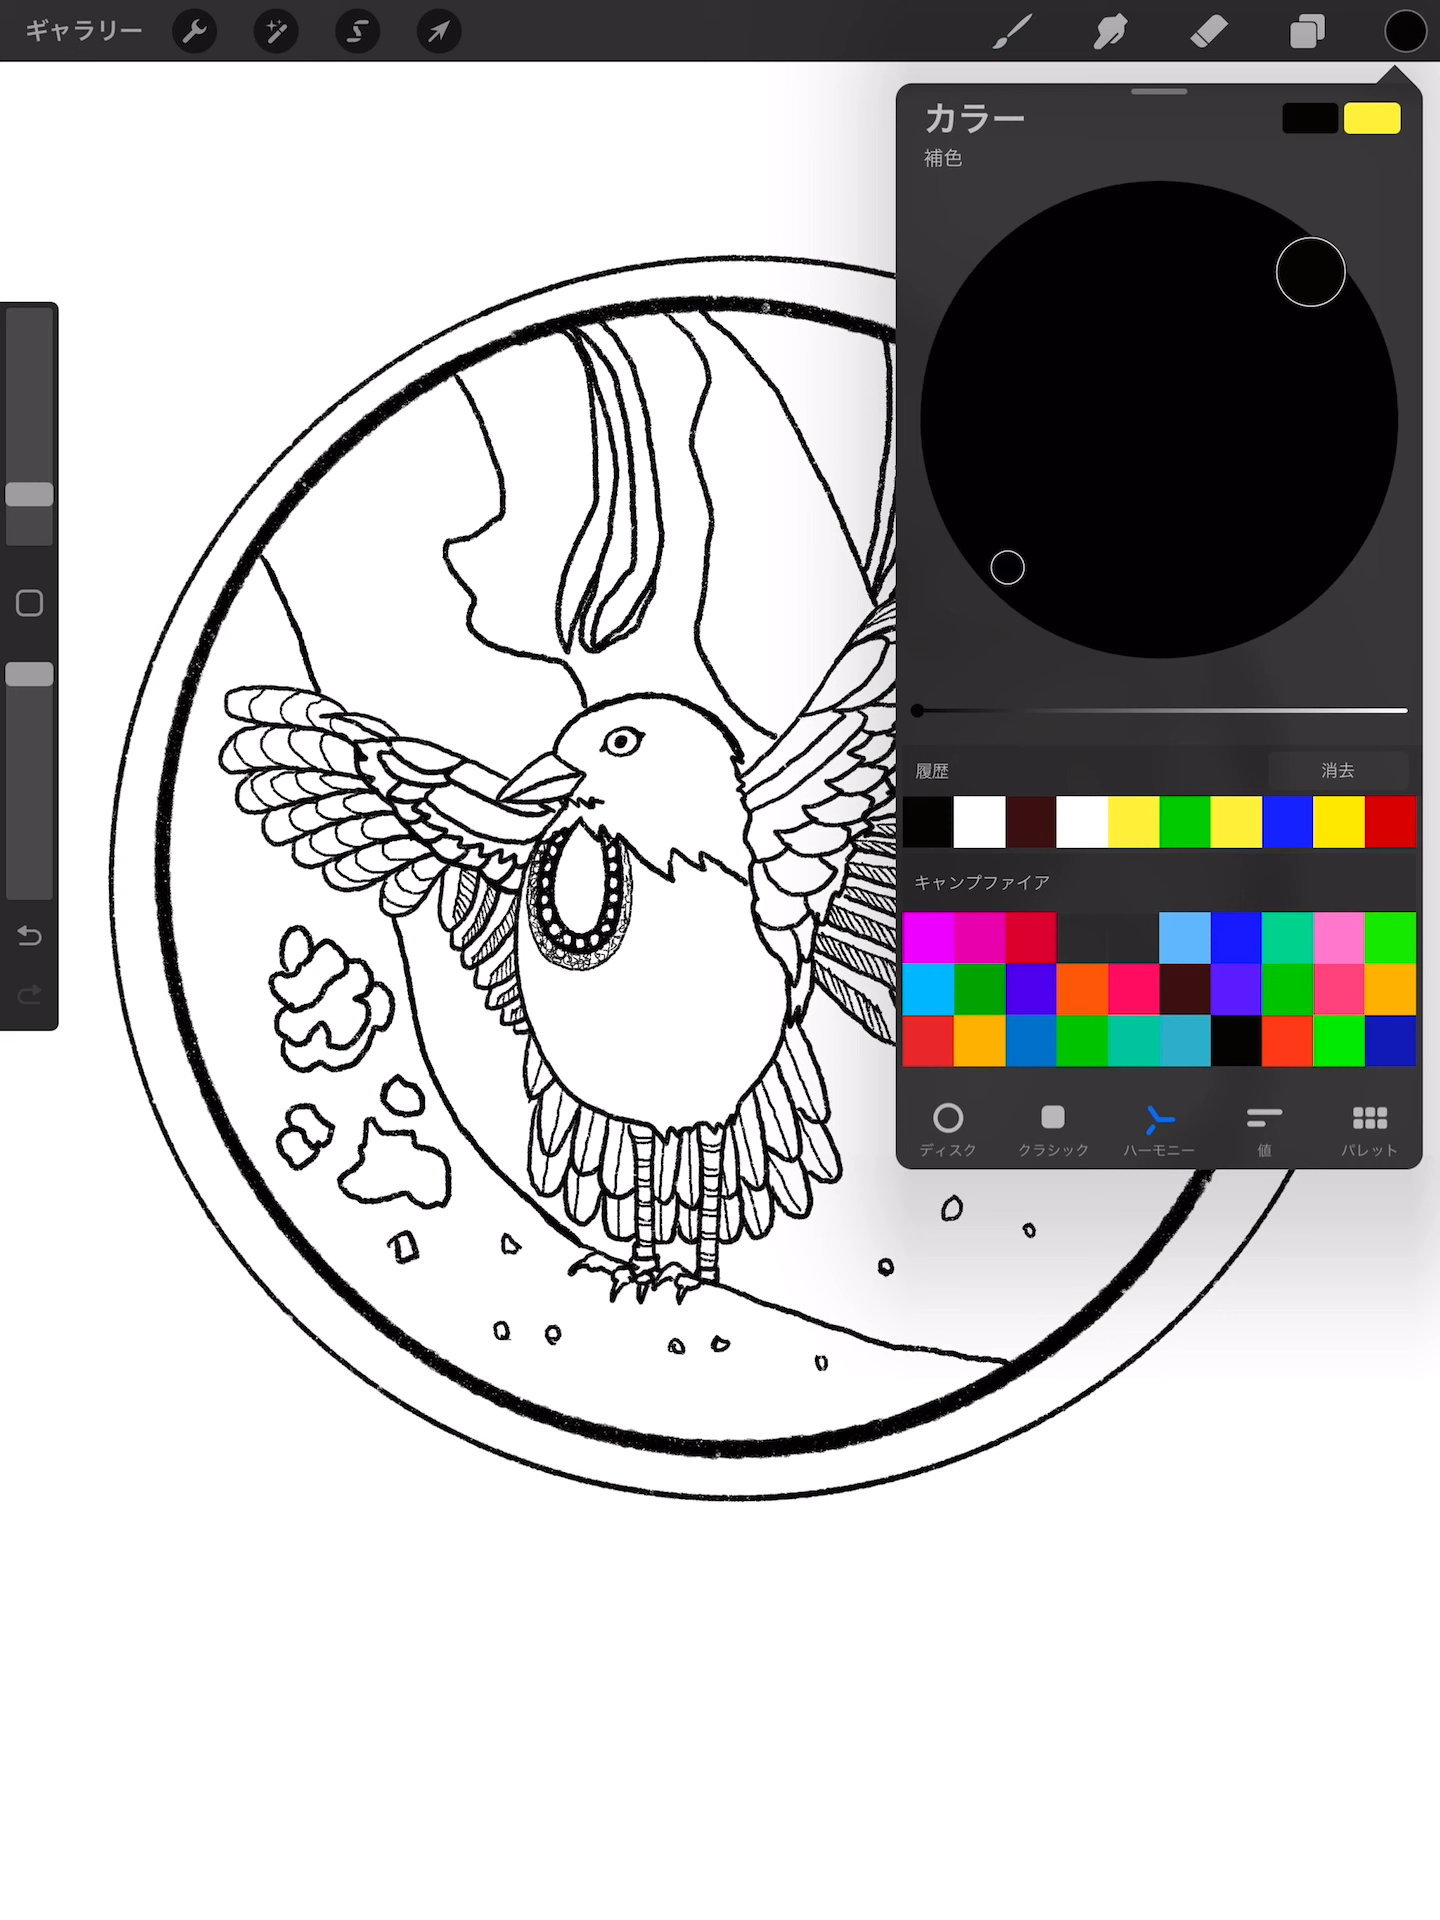 ギャラリー
カラー
補色
履歴
消去
キャンプファイア
ディスク
クラシック
ハーモニー
値
パレット